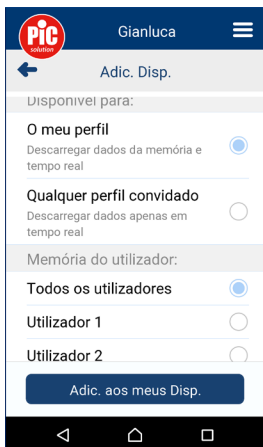 PiC
solution
Gianluca
Adic. Disp.
Disponível para:
O meu perfil
Descarregar dados da memória e
tempo real
Qualquer perfil convidado
Descarregar dados apenas em
tempo real
Memória do utilizador:
Todos os utilizadores
Utilizador 1
Utilizador 2
Adic. aos meus Disp.